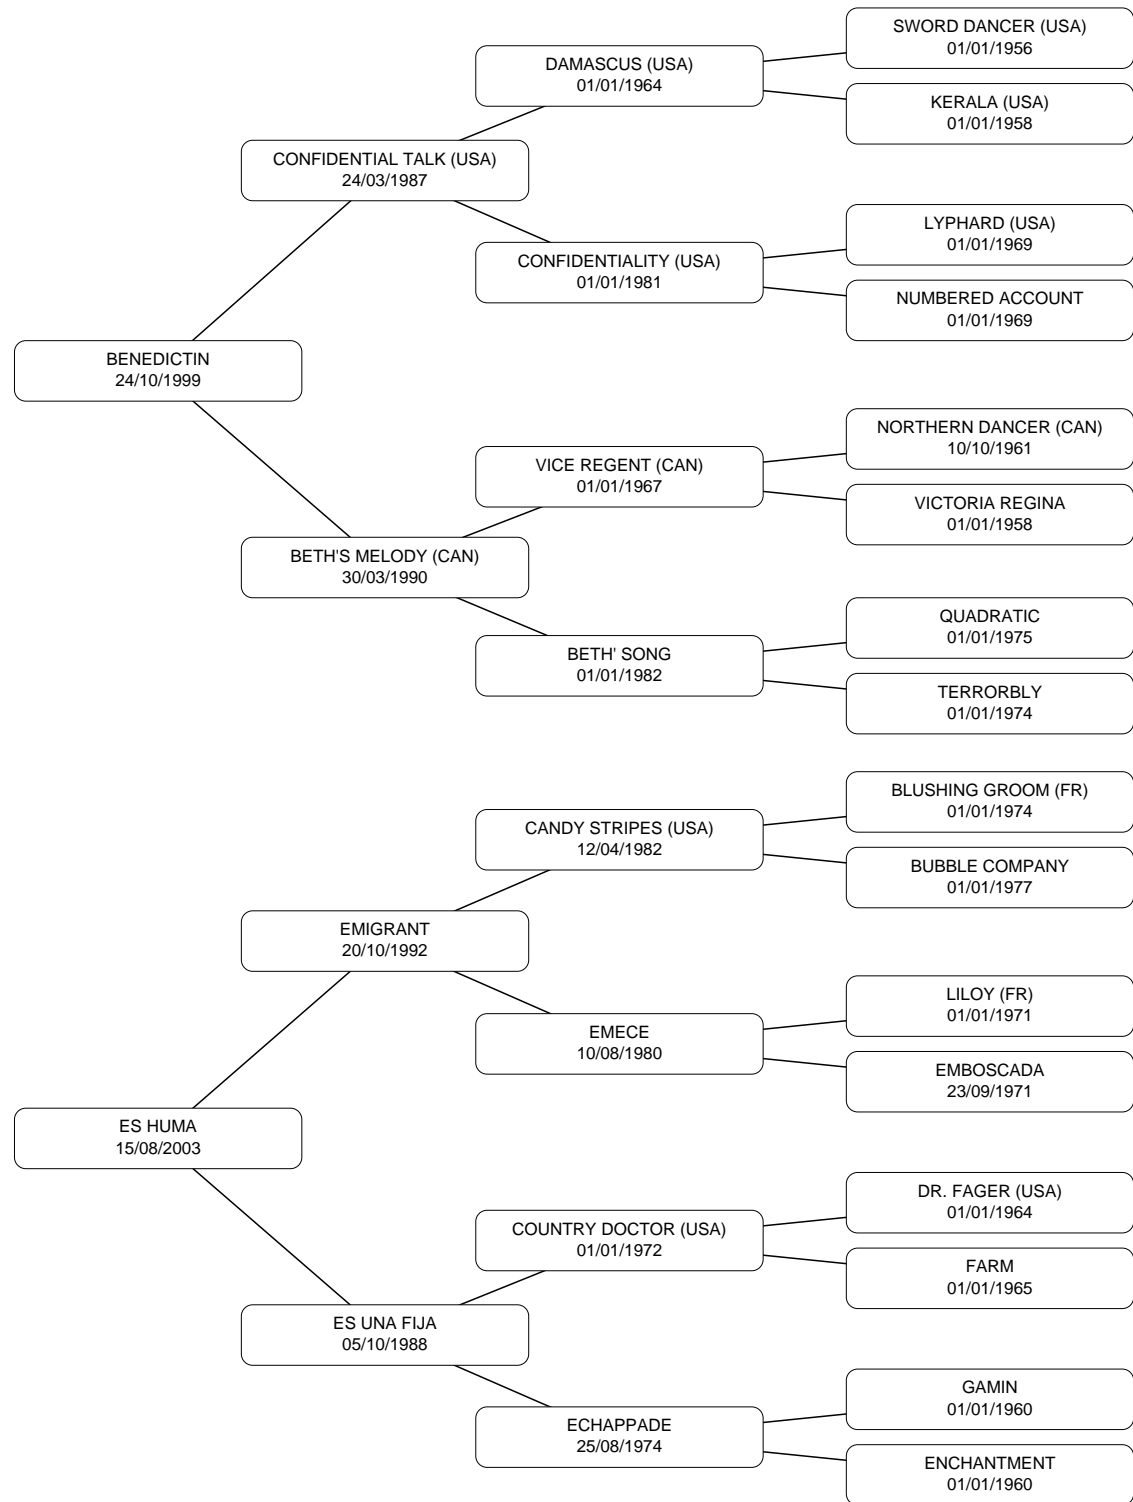 SWORD DANCER (USA)
01/01/1956
DAMASCUS (USA)
01/01/1964
KERALA (USA)
01/01/1958
CONFIDENTIAL TALK (USA)
24/03/1987
LYPHARD (USA)
01/01/1969
CONFIDENTIALITY (USA)
01/01/1981
NUMBERED ACCOUNT
01/01/1969
BENEDICTIN
24/10/1999
NORTHERN DANCER (CAN)
10/10/1961
VICE REGENT (CAN)
01/01/1967
VICTORIA REGINA
01/01/1958
BETH'S MELODY (CAN)
30/03/1990
QUADRATIC
01/01/1975
BETH' SONG
01/01/1982
TERRORBLY
01/01/1974
BLUSHING GROOM (FR)
01/01/1974
CANDY STRIPES (USA)
12/04/1982
BUBBLE COMPANY
01/01/1977
EMIGRANT
20/10/1992
LILOY (FR)
01/01/1971
EMECE
10/08/1980
EMBOSCADA
23/09/1971
ES HUMA
15/08/2003
DR. FAGER (USA)
01/01/1964
COUNTRY DOCTOR (USA)
01/01/1972
FARM
01/01/1965
ES UNA FIJA
05/10/1988
GAMIN
01/01/1960
ECHAPPADE
25/08/1974
ENCHANTMENT
01/01/1960